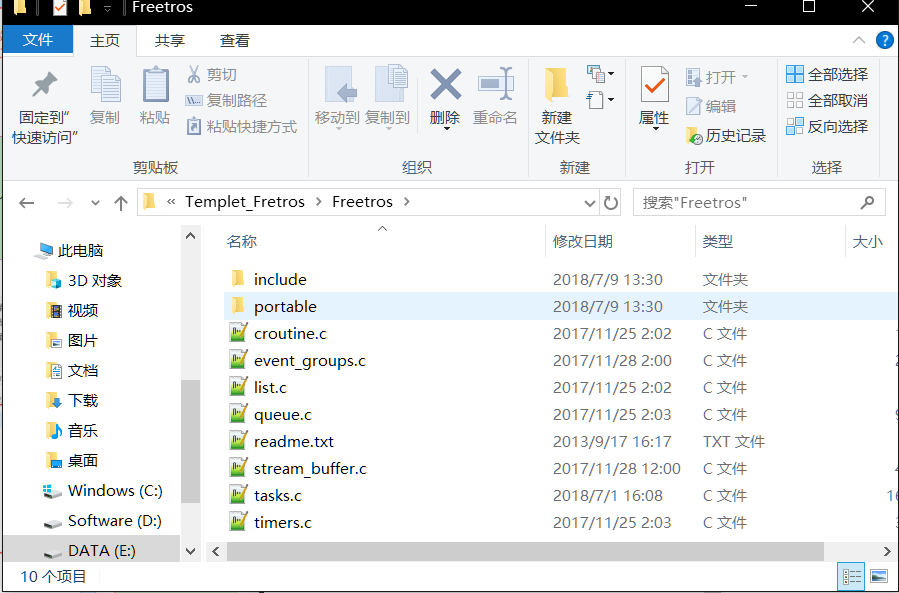 Freetros
文件 主页 共享 查看
固定到"快速访问" 复制 粘贴 剪切 复制路径 粘贴快捷方式
移动到 复制到 删除 重命名
新建文件夹
属性 打开 编辑 历史记录
全部选择 全部取消 反向选择
剪贴板 组织 新建 打开 选择
« Templet_Fretros › Freetros › 搜索"Freetros"
名称 修改日期 类型 大小
include 2018/7/9 13:30 文件夹
portable 2018/7/9 13:30 文件夹
croutine.c 2017/11/25 2:02 C 文件
event_groups.c 2017/11/28 2:00 C 文件
list.c 2017/11/25 2:02 C 文件
queue.c 2017/11/25 2:03 C 文件
readme.txt 2013/9/17 16:17 TXT 文件
stream_buffer.c 2017/11/28 12:00 C 文件
tasks.c 2018/7/1 16:08 C 文件
timers.c 2017/11/25 2:03 C 文件
此电脑
3D 对象
视频
图片
文档
下载
音乐
桌面
Windows (C:)
Software (D:)
DATA (E:)
10 个项目